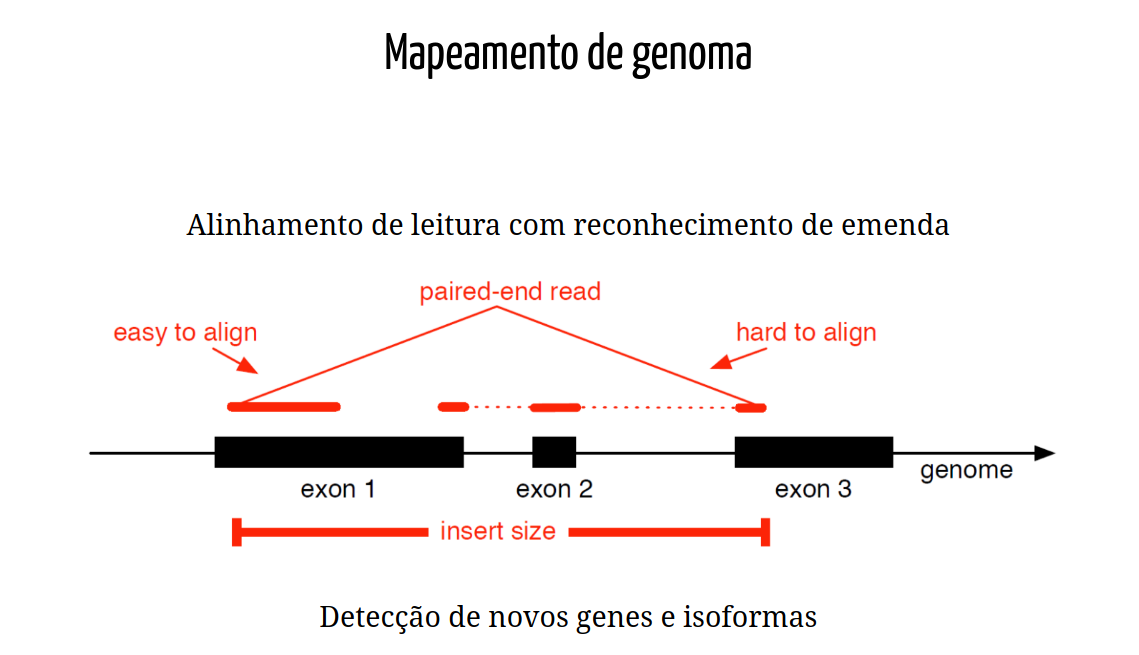 Mapeamento de genoma
Alinhamento de leitura com reconhecimento de emenda
paired-end read
easy to align
hard to align
genome
exon 1
exon 2
exon 3
insert size
Detecção de novos genes e isoformas